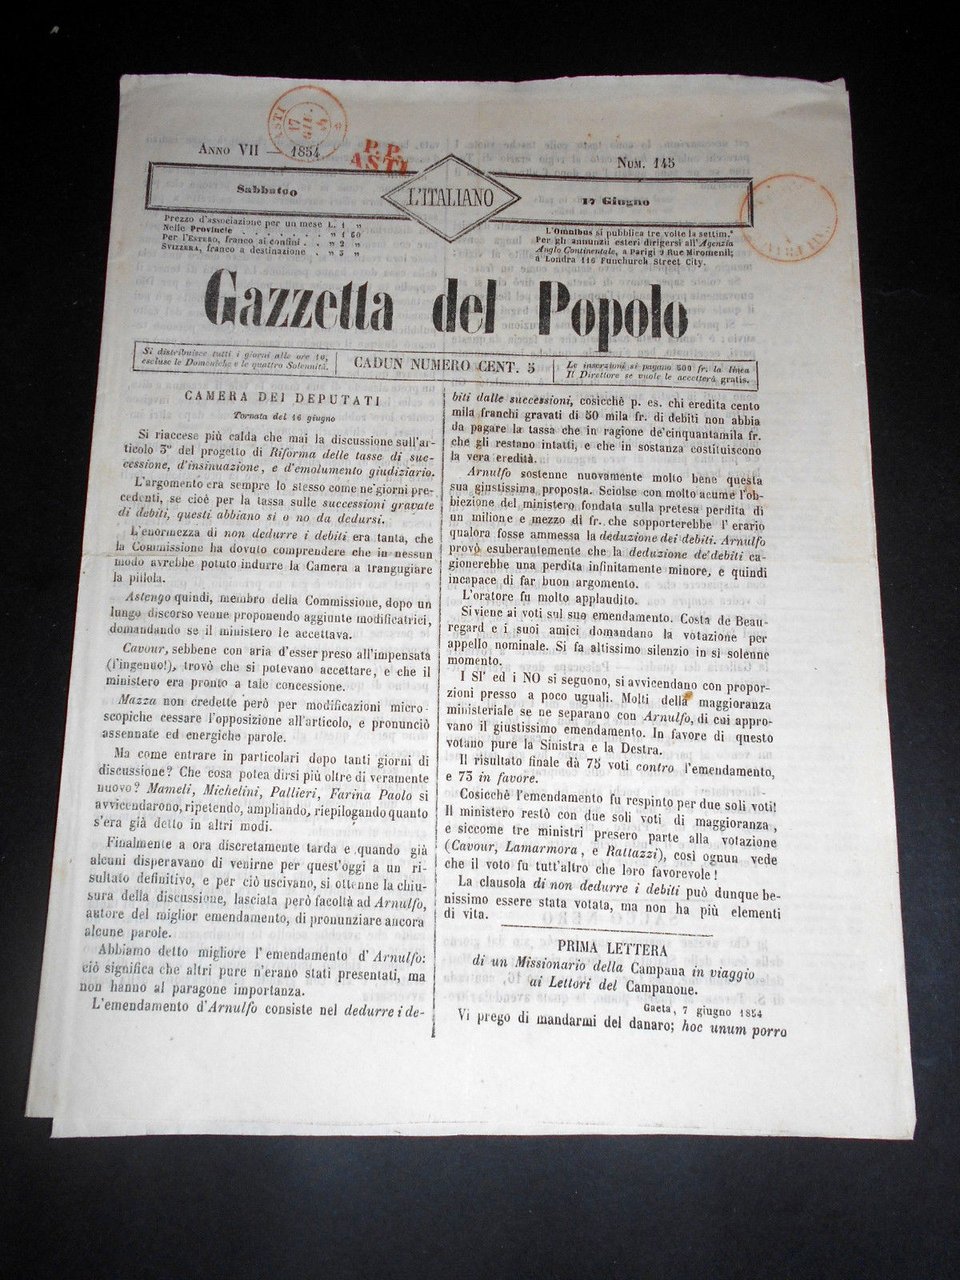 ASTI
17
GIU.
P. P.
ASTI
ANNO VII — 1854
NUM. 145
Sabbatoo
L'ITALIANO
17 Giugno
Prezzo d'associazione per un mese L. 1 „
Nelle Provincie . . . . . . . . . „ 1 50
Per l'ESTERO, franco ai confini . . „ 2 „
SVIZZERA, franco a destinazione . . „ 3 „
L'Omnibus si pubblica tre volte la settim.ª
Per gli annunzii esteri dirigersi all'Agenzia
Anglo Continentale, a Parigi 9 Rue Miromenil;
a Londra 116 Funchurch Street City.
Gazzetta del Popolo
Si distribuisce tutti i giorni alle ore 10,
escluse le Domeniche e le quattro Solennità.
CADUN NUMERO CENT. 5
Le inserzioni si pagano 500 fr. la linea
Il Direttore se vuole le accetterà gratis.
CAMERA DEI DEPUTATI
Tornata del 16 giugno
Si riaccese più calda che mai la discussione sull'ar-
ticolo 3º del progetto di Riforma delle tasse di suc-
cessione, d'insinuazione, e d'emolumento giudiziario.
L'argomento era sempre lo stesso come ne'giorni pre-
cedenti, se cioè per la tassa sulle successioni gravate
di debiti, questi abbiano si o no da dedursi.
L'enormezza di non dedurre i debiti era tanta, che
la Commissione ha dovuto comprendere che in nessun
modo avrebbe potuto indurre la Camera a trangugiare
la pillola.
Astengo quindi, membro della Commissione, dopo un
lungo discorso venne proponendo aggiunte modificatrici,
domandando se il ministero le accettava.
Cavour, sebbene con aria d'esser preso all'impensata
(l'ingenuo!), trovò che si potevano accettare, e che il
ministero era pronto a tale concessione.
Mazza non credette però per modificazioni micro-
scopiche cessare l'opposizione all'articolo, e pronunciò
assennate ed energiche parole.
Ma come entrare in particolari dopo tanti giorni di
discussione? Che cosa potea dirsi più oltre di veramente
nuovo? Mameli, Michelini, Pallieri, Farina Paolo si
avvicendarono, ripetendo, ampliando, riepilogando quanto
s'era già detto in altri modi.
Finalmente a ora discretamente tarda e quando già
alcuni disperavano di venirne per quest'oggi a un ri-
sultato definitivo, e per ciò uscivano, si ottenne la chiu-
sura della discussione, lasciata però facoltà ad Arnulfo,
autore del miglior emendamento, di pronunziare ancora
alcune parole.
Abbiamo detto migliore l'emendamento d'Arnulfo:
ciò significa che altri pure n'erano stati presentati, ma
non hanno al paragone importanza.
L'emendamento d'Arnulfo consiste nel dedurre i de-
biti dalle successioni, cosicchè p. es. chi eredita cento
mila franchi gravati di 50 mila fr. di debiti non abbia
da pagare la tassa che in ragione de'cinquantamila fr.
che gli restano intatti, e che in sostanza costituiscono
la vera eredità.
Arnulfo sostenne nuovamente molto bene questa
sua giustissima proposta. Sciolse con molto acume l'ob-
biezione del ministero fondata sulla pretesa perdita di
un milione e mezzo di fr. che sopporterebbe l'erario
qualora fosse ammessa la deduzione dei debiti. Arnulfo
provò esuberantemente che la deduzione de'debiti ca-
gionerebbe una perdita infinitamente minore, e quindi
incapace di far buon argomento.
L'oratore fu molto applaudito.
Si viene ai voti sul suo emendamento. Costa de Beau-
regard e i suoi amici domandano la votazione per
appello nominale. Si fa altissimo silenzio in sì solenne
momento.
I SI' ed i NO si seguono, si avvicendano con propor-
zioni presso a poco uguali. Molti della maggioranza
ministeriale se ne separano con Arnulfo, di cui appro-
vano il giustissimo emendamento. In favore di questo
votano pure la Sinistra e la Destra.
Il risultato finale dà 75 voti contro l'emendamento,
e 73 in favore.
Cosicchè l'emendamento fu respinto per due soli voti!
Il ministero restò con due soli voti di maggioranza,
e siccome tre ministri presero parte alla votazione
(Cavour, Lamarmora, e Rattazzi), così ognun vede
che il voto fu tutt'altro che loro favorevole!
La clausola di non dedurre i debiti può dunque be-
nissimo essere stata votata, ma non ha più elementi
di vita.
PRIMA LETTERA
di un Missionario della Campana in viaggio
ai Lettori del Campanone.
Gaeta, 7 giugno 1854
Vi prego di mandarmi del danaro; hoc unum porro